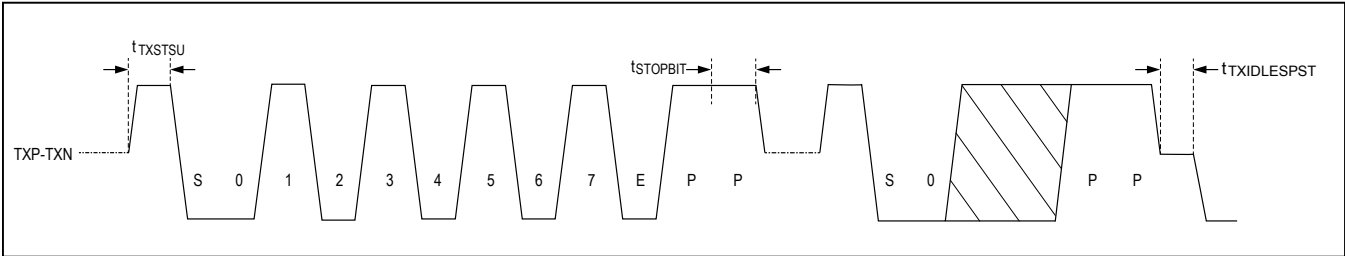 tTXSTSU
tSTOPBIT
tTXIDLESPST
TXP-TXN
S 0 1 2 3 4 5 6 7 E P P S 0 P P